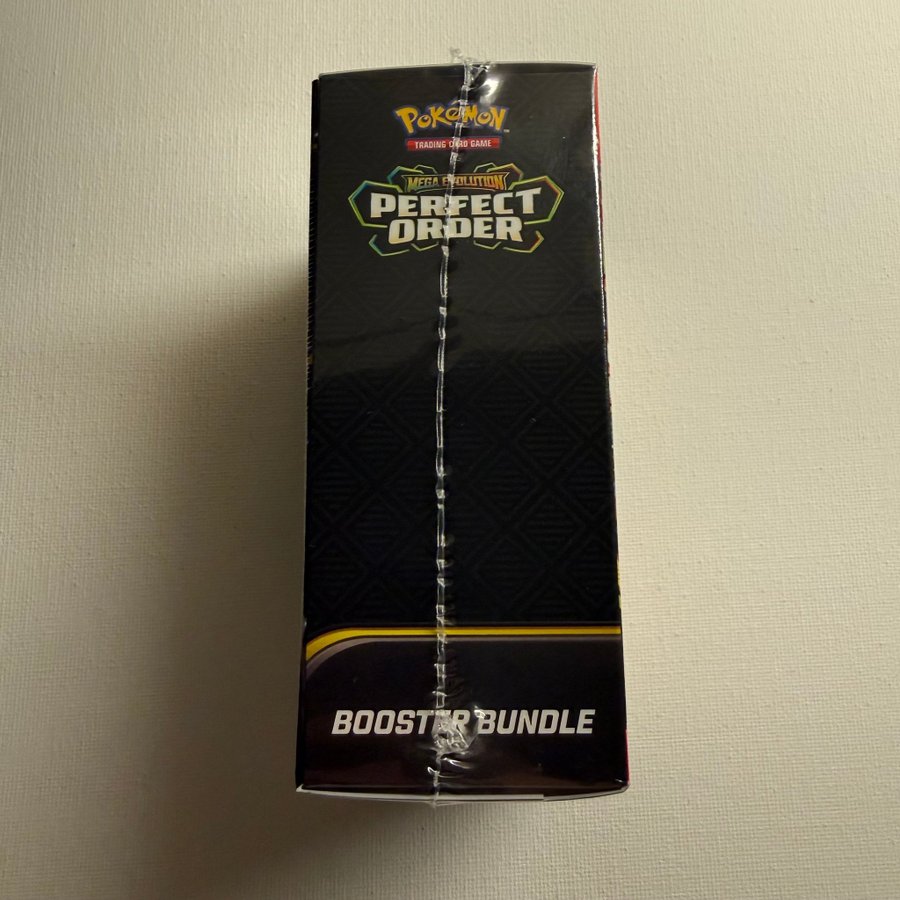 POKéMON
TRADING CARD GAME
MEGA EVOLUTION
PERFECT
ORDER
BOOSTER BUNDLE